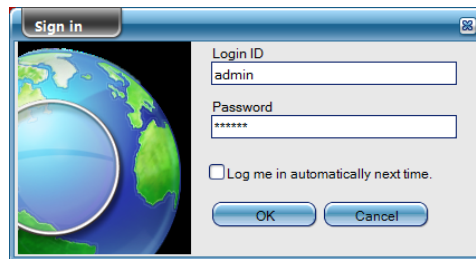 Sign in
Login ID
admin
Password
******
Log me in automatically next time.
OK Cancel